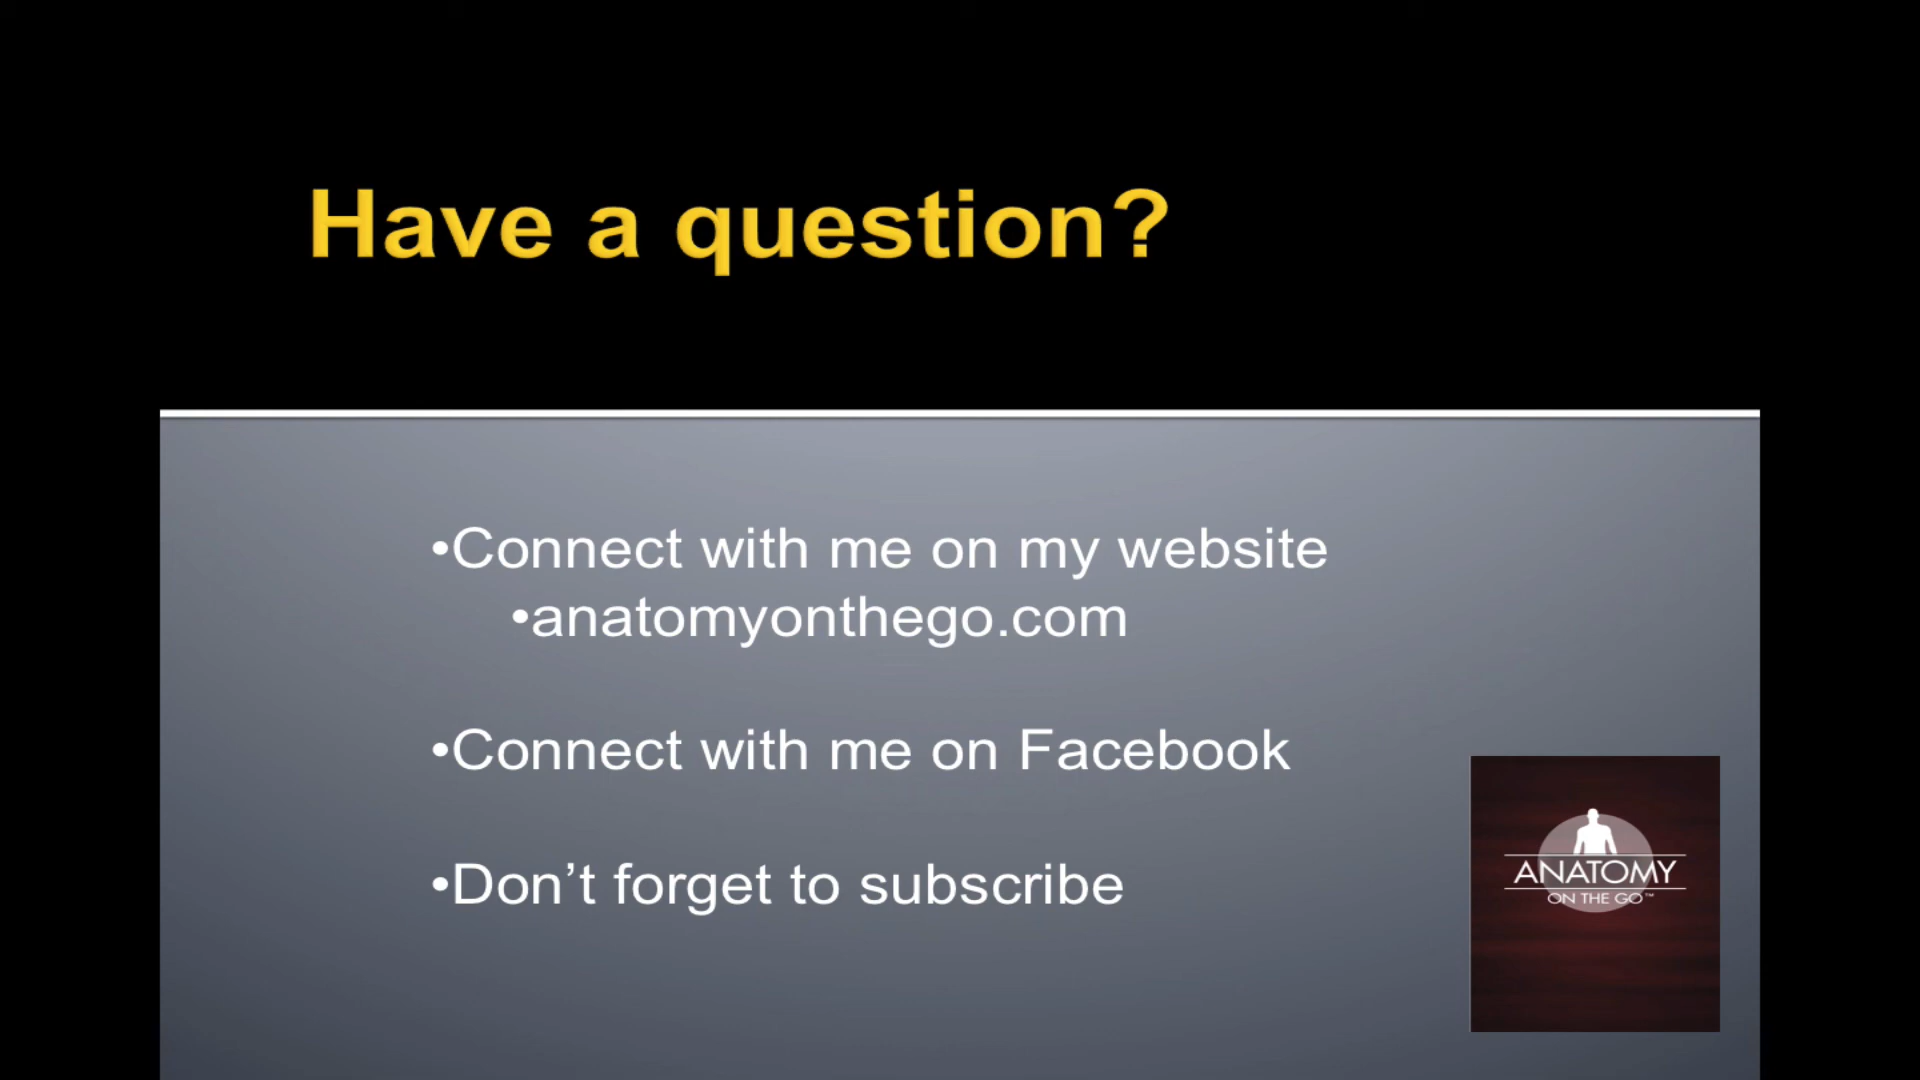 Have a question?
•Connect with me on my website
•anatomyonthego.com
•Connect with me on Facebook
•Don’t forget to subscribe
ANATOMY
ON THE GO™